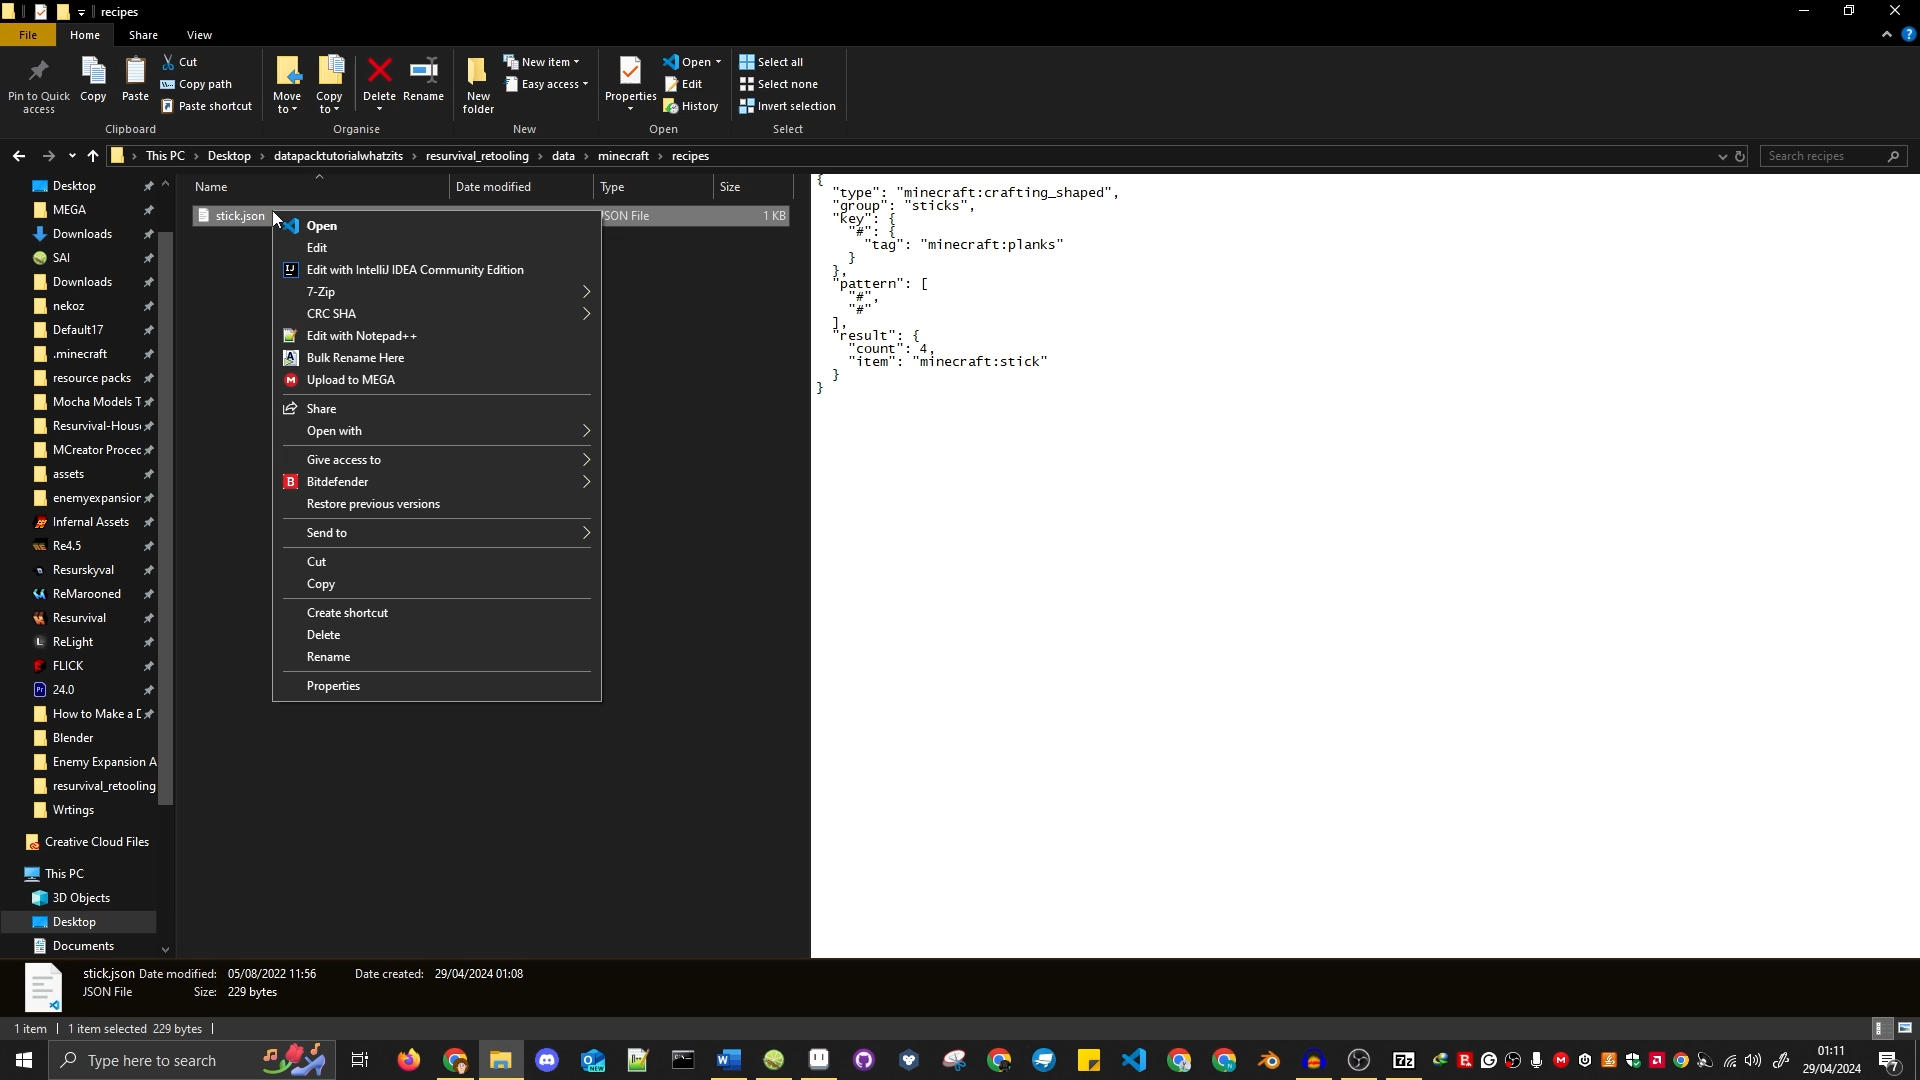 recipes
File
Home
Share
View
Pin to Quick access
Copy
Paste
Cut
Copy path
Paste shortcut
Move to
Copy to
Delete
Rename
New folder
New item
Easy access
Properties
Open
Edit
History
Select all
Select none
Invert selection
Clipboard
Organise
New
Open
Select
This PC
Desktop
datapacktutorialwhatzits
resurvival_retooling
data
minecraft
recipes
Search recipes
Name
Date modified
Type
Size
stick.json
JSON File
1 KB
Desktop
MEGA
Downloads
SAI
Downloads
nekoz
Default17
.minecraft
resource packs
Mocha Models T
Resurvival-Hous
MCreator Proced
assets
enemyexpansion
Infernal Assets
Re4.5
Resurskyval
ReMarooned
Resurvival
ReLight
FLICK
24.0
How to Make a D
Blender
Enemy Expansion A
resurvival_retooling
Wrtings
Creative Cloud Files
This PC
3D Objects
Desktop
Documents
Open
Edit
Edit with IntelliJ IDEA Community Edition
7-Zip
CRC SHA
Edit with Notepad++
Bulk Rename Here
Upload to MEGA
Share
Open with
Give access to
Bitdefender
Restore previous versions
Send to
Cut
Copy
Create shortcut
Delete
Rename
Properties
{
"type": "minecraft:crafting_shaped",
"group": "sticks",
"key": {
"#": {
"tag": "minecraft:planks"
}
},
"pattern": [
"#",
"#"
],
"result": {
"count": 4,
"item": "minecraft:stick"
}
}
stick.json Date modified: 05/08/2022 11:56 Date created: 29/04/2024 01:08
JSON File Size: 229 bytes
1 item 1 item selected 229 bytes
Type here to search
01:11
29/04/2024
7